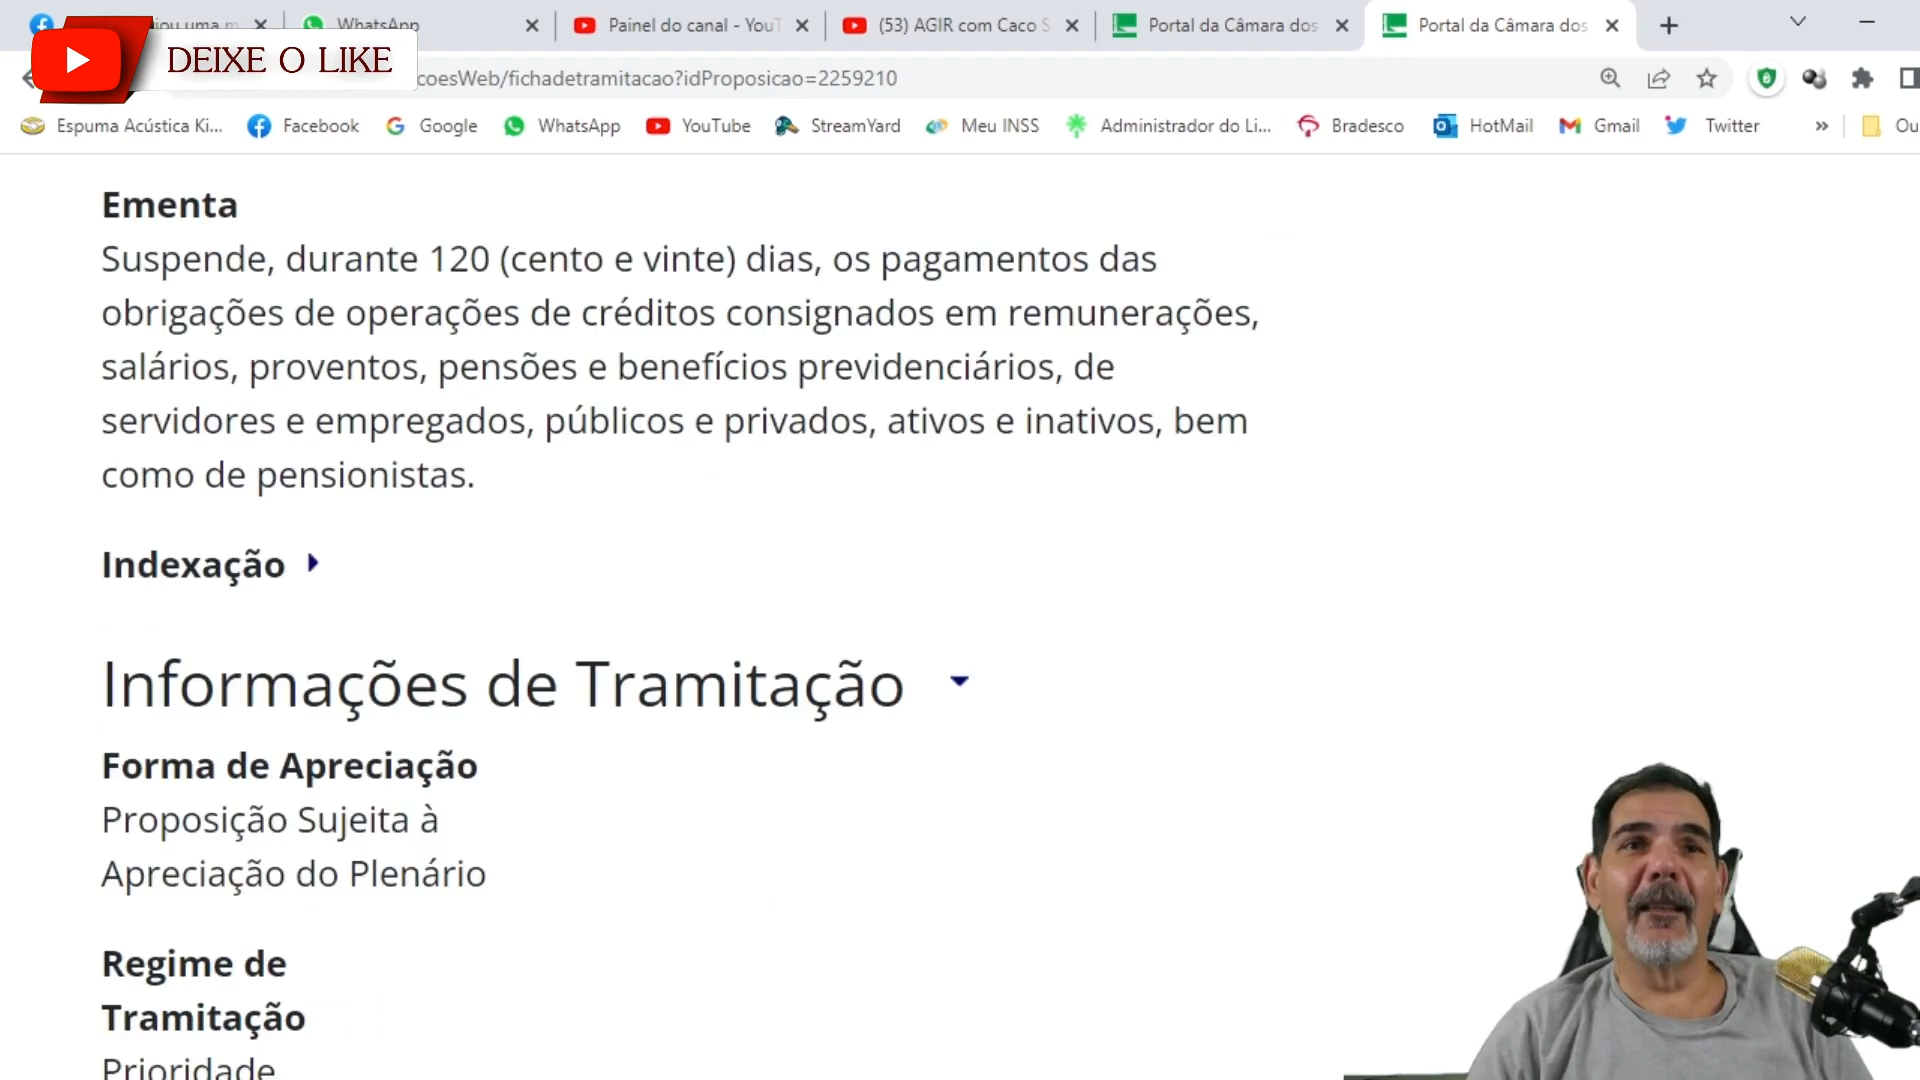 iou uma m
WhatsApp
Painel do canal - YouT
(53) AGIR com Caco S
Portal da Câmara dos
Portal da Câmara dos
DEIXE O LIKE
coesWeb/fichadetramitacao?idProposicao=2259210
Espuma Acústica Ki...
Facebook
Google
WhatsApp
YouTube
StreamYard
Meu INSS
Administrador do Li...
Bradesco
HotMail
Gmail
Twitter
»
Ou
Ementa
Suspende, durante 120 (cento e vinte) dias, os pagamentos das
obrigações de operações de créditos consignados em remunerações,
salários, proventos, pensões e benefícios previdenciários, de
servidores e empregados, públicos e privados, ativos e inativos, bem
como de pensionistas.
Indexação
Informações de Tramitação
Forma de Apreciação
Proposição Sujeita à
Apreciação do Plenário
Regime de
Tramitação
Prioridade